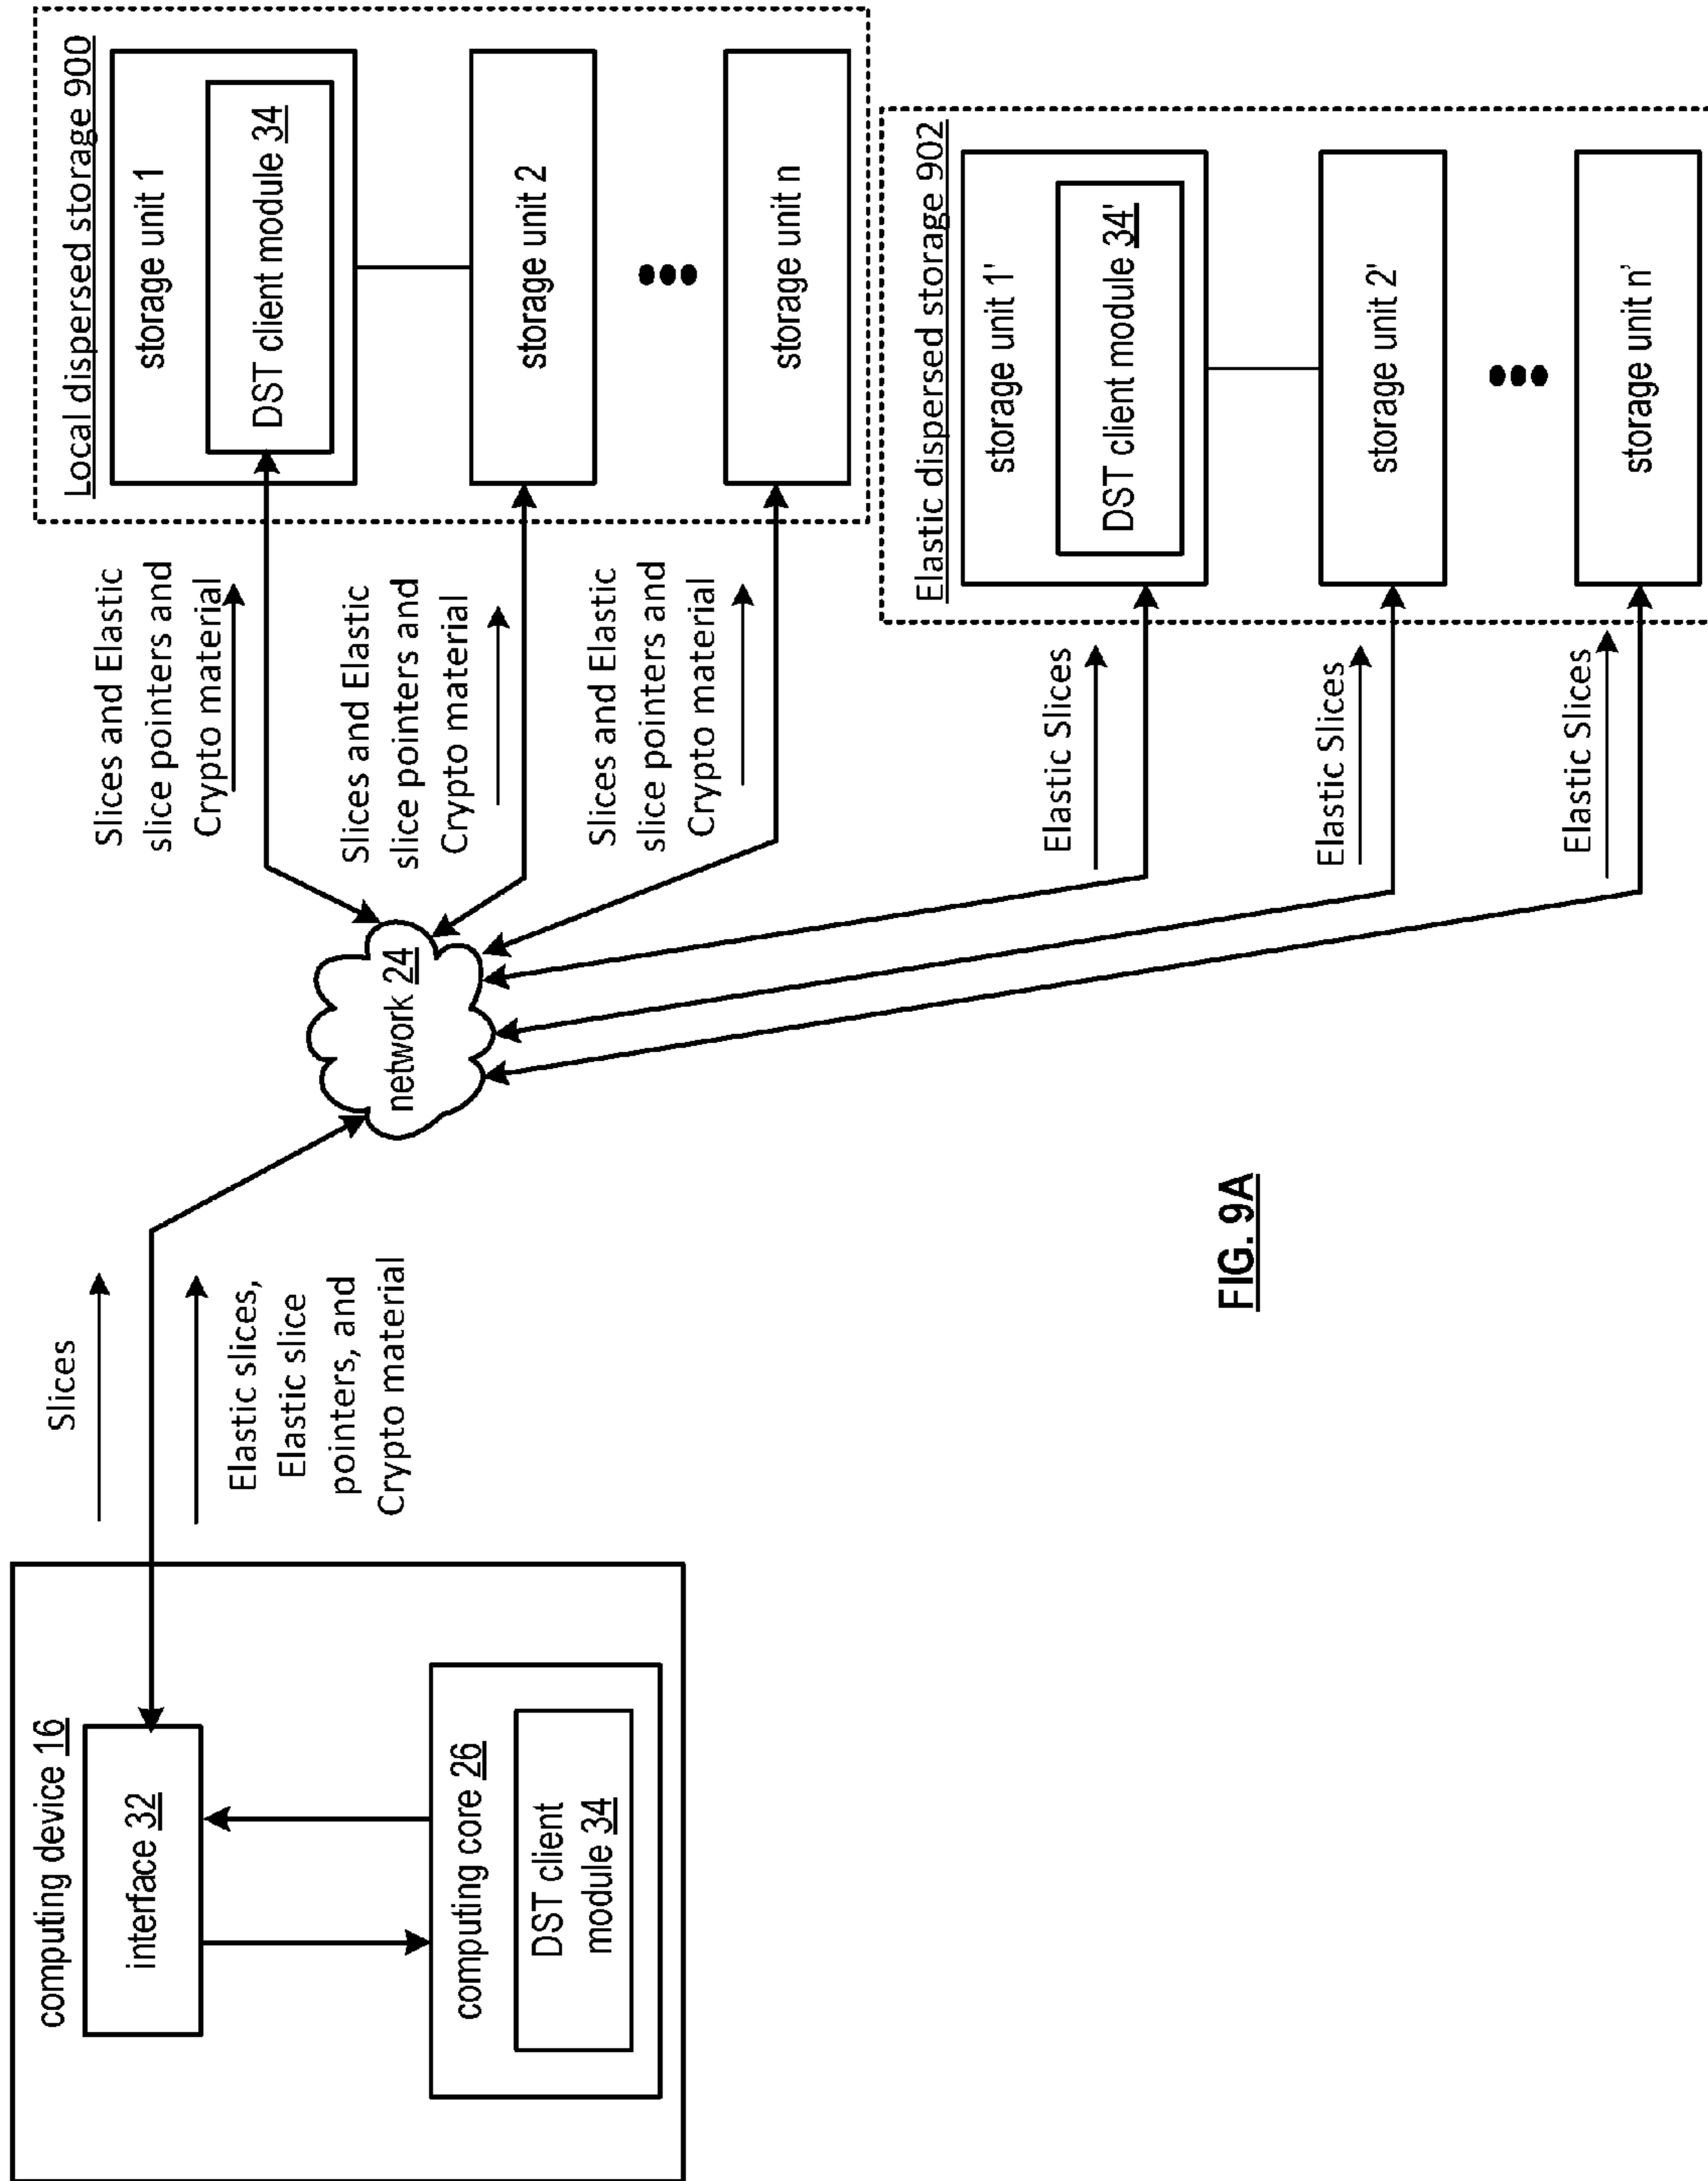 computing device 16
interface 32
computing core 26
DST client
module 34
Slices
Elastic slices,
Elastic slice
pointers, and
Crypto material
network 24
Slices and Elastic
slice pointers and
Crypto material
Slices and Elastic
slice pointers and
Crypto material
Slices and Elastic
slice pointers and
Crypto material
Local dispersed storage 900
storage unit 1
DST client module 34
storage unit 2
storage unit n
Elastic Slices
Elastic Slices
Elastic Slices
Elastic dispersed storage 902
storage unit 1'
DST client module 34'
storage unit 2'
storage unit n'
FIG. 9A